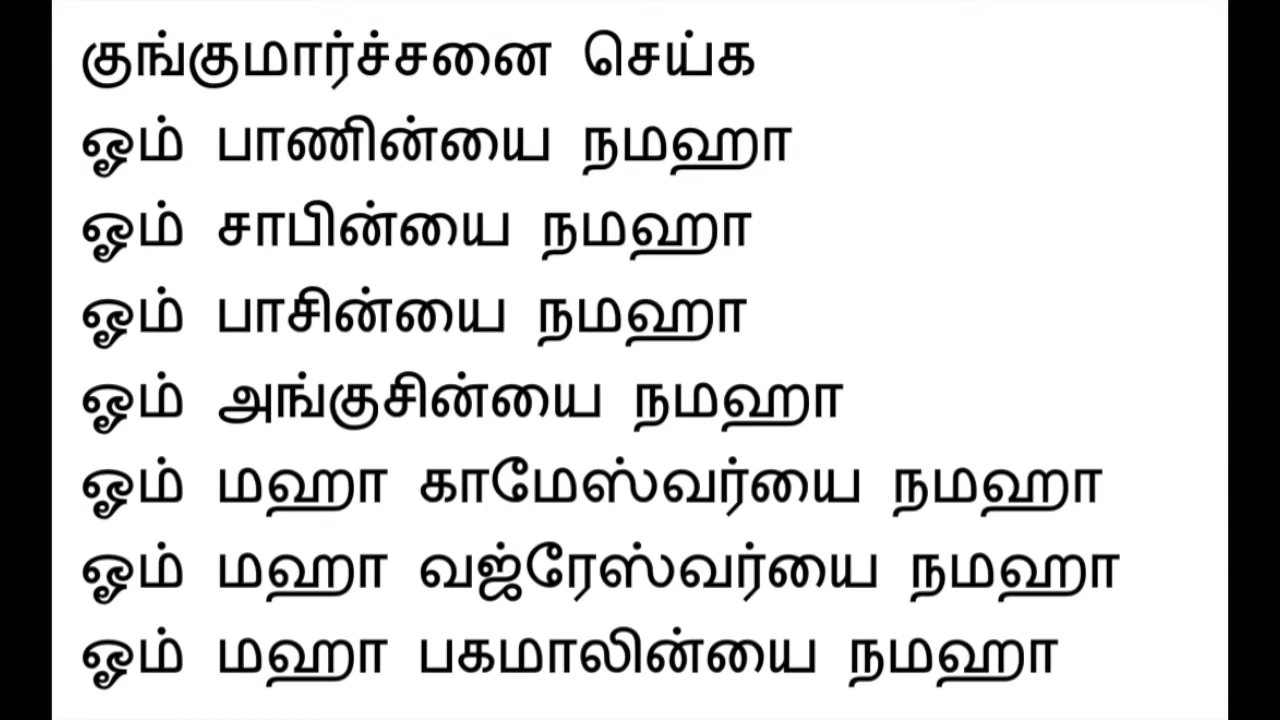 குங்குமார்ச்சனை செய்க
ஓம் பாணின்யை நமஹா
ஓம் சாபின்யை நமஹா
ஓம் பாசின்யை நமஹா
ஓம் அங்குசின்யை நமஹா
ஓம் மஹா காமேஸ்வர்யை நமஹா
ஓம் மஹா வஜ்ரேஸ்வர்யை நமஹா
ஓம் மஹா பகமாலின்யை நமஹா